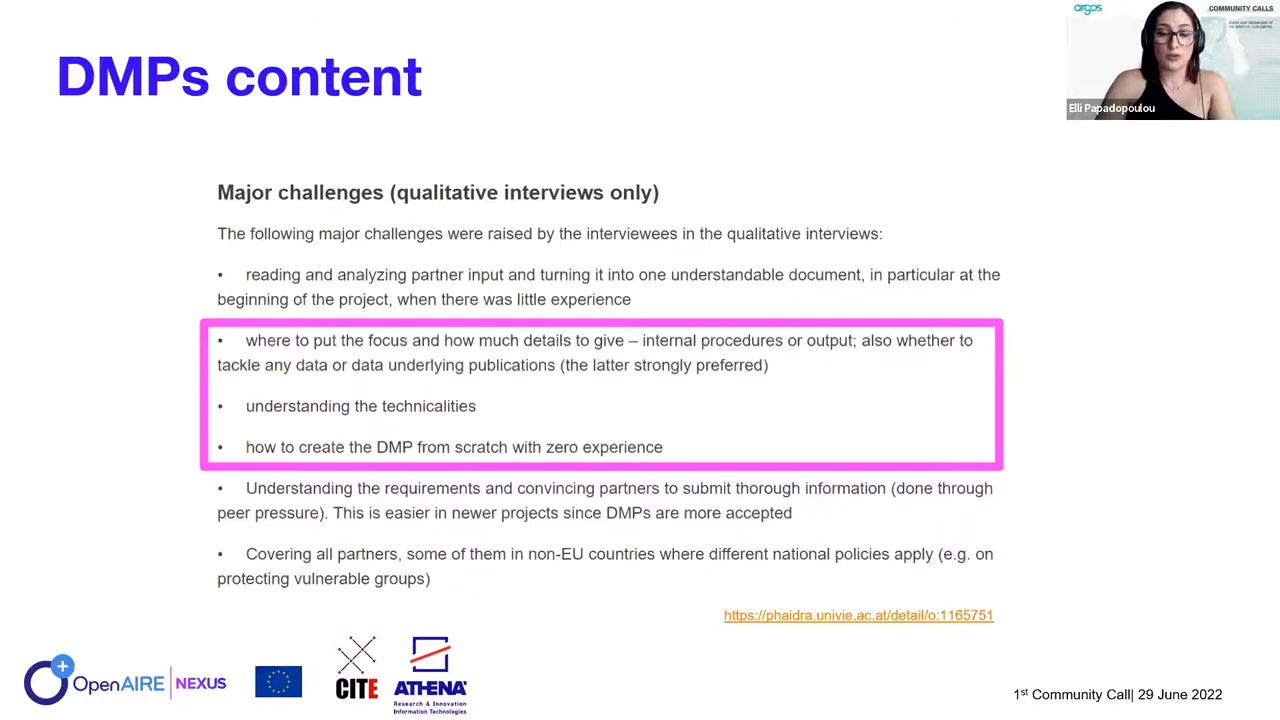 argos
COMMUNITY CALLS
Elli Papadopoulou
DMPs content
Major challenges (qualitative interviews only)
The following major challenges were raised by the interviewees in the qualitative interviews:
• reading and analyzing partner input and turning it into one understandable document, in particular at the
beginning of the project, when there was little experience
• where to put the focus and how much details to give – internal procedures or output; also whether to
tackle any data or data underlying publications (the latter strongly preferred)
• understanding the technicalities
• how to create the DMP from scratch with zero experience
• Understanding the requirements and convincing partners to submit thorough information (done through
peer pressure). This is easier in newer projects since DMPs are more accepted
• Covering all partners, some of them in non-EU countries where different national policies apply (e.g. on
protecting vulnerable groups)
https://phaidra.univie.ac.at/detail/o:1165751
OpenAIRE NEXUS
CITE
ATHENA
Research & Innovation
Information Technologies
1st Community Call| 29 June 2022